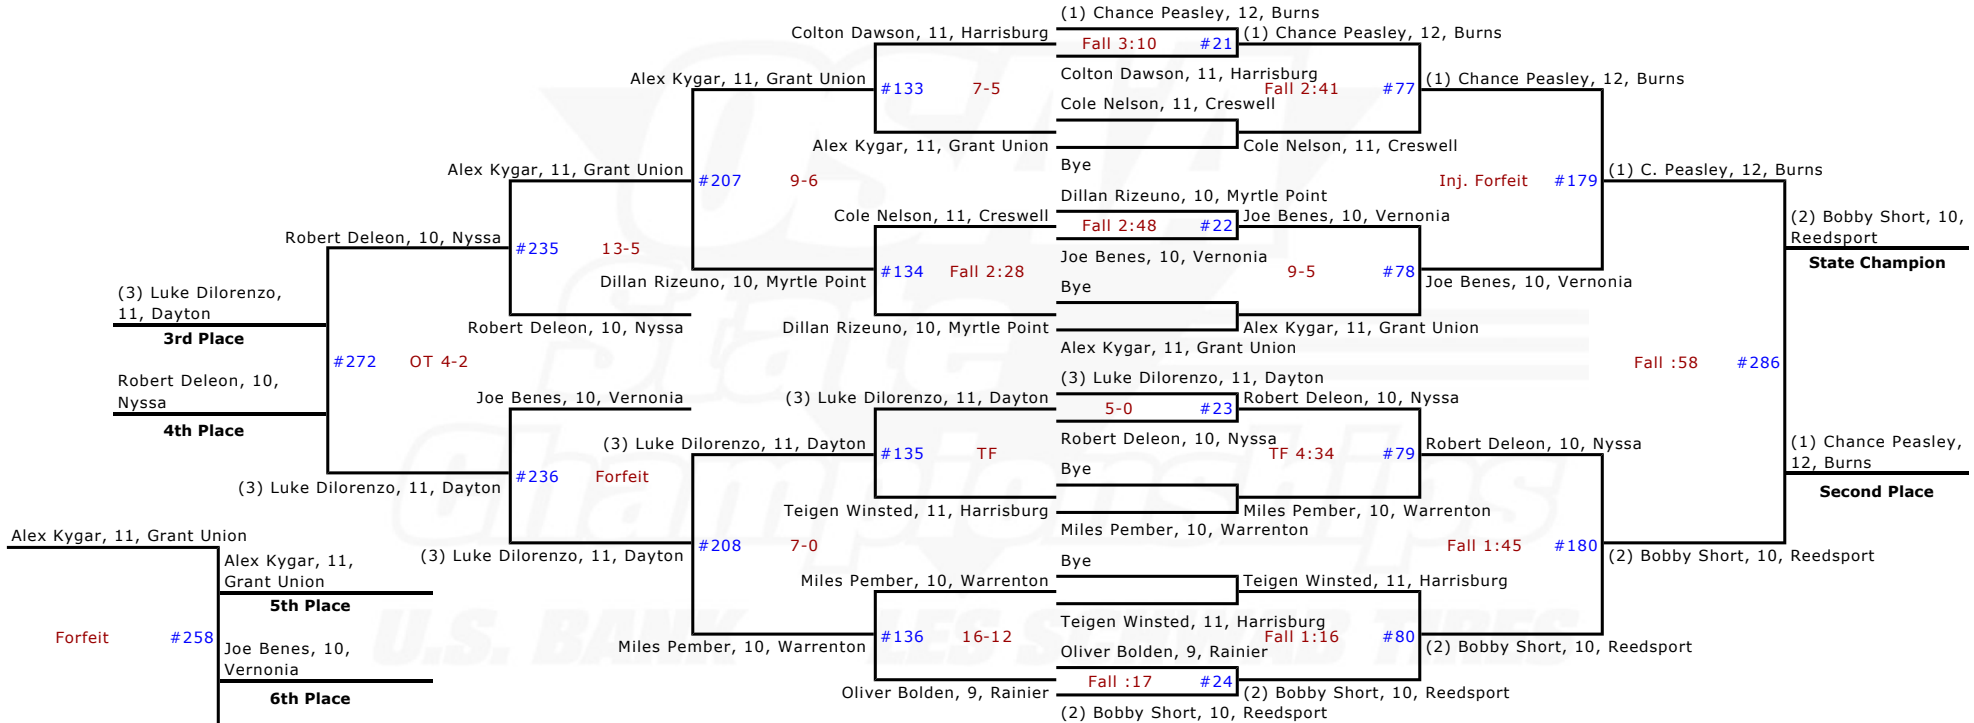 (1) Chance Peasley, 12, Burns
Colton Dawson, 11, Harrisburg
Fall 3:10 #21
(1) Chance Peasley, 12, Burns
Alex Kygar, 11, Grant Union
#133 7-5
Colton Dawson, 11, Harrisburg
Fall 2:41 #77
(1) Chance Peasley, 12, Burns
Cole Nelson, 11, Creswell
Alex Kygar, 11, Grant Union
Cole Nelson, 11, Creswell
Bye
Alex Kygar, 11, Grant Union
#207 9-6
Inj. Forfeit #179
(1) C. Peasley, 12, Burns
Dillan Rizeuno, 10, Myrtle Point
Cole Nelson, 11, Creswell
Fall 2:48 #22
Joe Benes, 10, Vernonia
(2) Bobby Short, 10,
Reedsport
State Champion
Robert Deleon, 10, Nyssa
#235 13-5
Joe Benes, 10, Vernonia
#134 Fall 2:28
9-5 #78
Dillan Rizeuno, 10, Myrtle Point
Bye
Joe Benes, 10, Vernonia
(3) Luke Dilorenzo,
11, Dayton
3rd Place
Robert Deleon, 10, Nyssa
Dillan Rizeuno, 10, Myrtle Point
Alex Kygar, 11, Grant Union
Alex Kygar, 11, Grant Union
#272 OT 4-2
Fall :58 #286
Robert Deleon, 10,
Nyssa
4th Place
(3) Luke Dilorenzo, 11, Dayton
Joe Benes, 10, Vernonia
(3) Luke Dilorenzo, 11, Dayton
5-0 #23
Robert Deleon, 10, Nyssa
(3) Luke Dilorenzo, 11, Dayton
Robert Deleon, 10, Nyssa
#135 TF
TF 4:34 #79
Robert Deleon, 10, Nyssa
(1) Chance Peasley,
12, Burns
Second Place
Bye
#236 Forfeit
(3) Luke Dilorenzo, 11, Dayton
Teigen Winsted, 11, Harrisburg
Miles Pember, 10, Warrenton
Miles Pember, 10, Warrenton
Alex Kygar, 11, Grant Union
(3) Luke Dilorenzo, 11, Dayton
#208 7-0
Fall 1:45 #180
(2) Bobby Short, 10, Reedsport
Alex Kygar, 11,
Grant Union
5th Place
Bye
Miles Pember, 10, Warrenton
Teigen Winsted, 11, Harrisburg
Teigen Winsted, 11, Harrisburg
Forfeit #258
#136 16-12
Fall 1:16 #80
Joe Benes, 10,
Vernonia
6th Place
Miles Pember, 10, Warrenton
Oliver Bolden, 9, Rainier
(2) Bobby Short, 10, Reedsport
Fall :17 #24
Oliver Bolden, 9, Rainier
(2) Bobby Short, 10, Reedsport
(2) Bobby Short, 10, Reedsport
OSAA
State
Championships
U.S. BANK LES SCHWAB TIRES